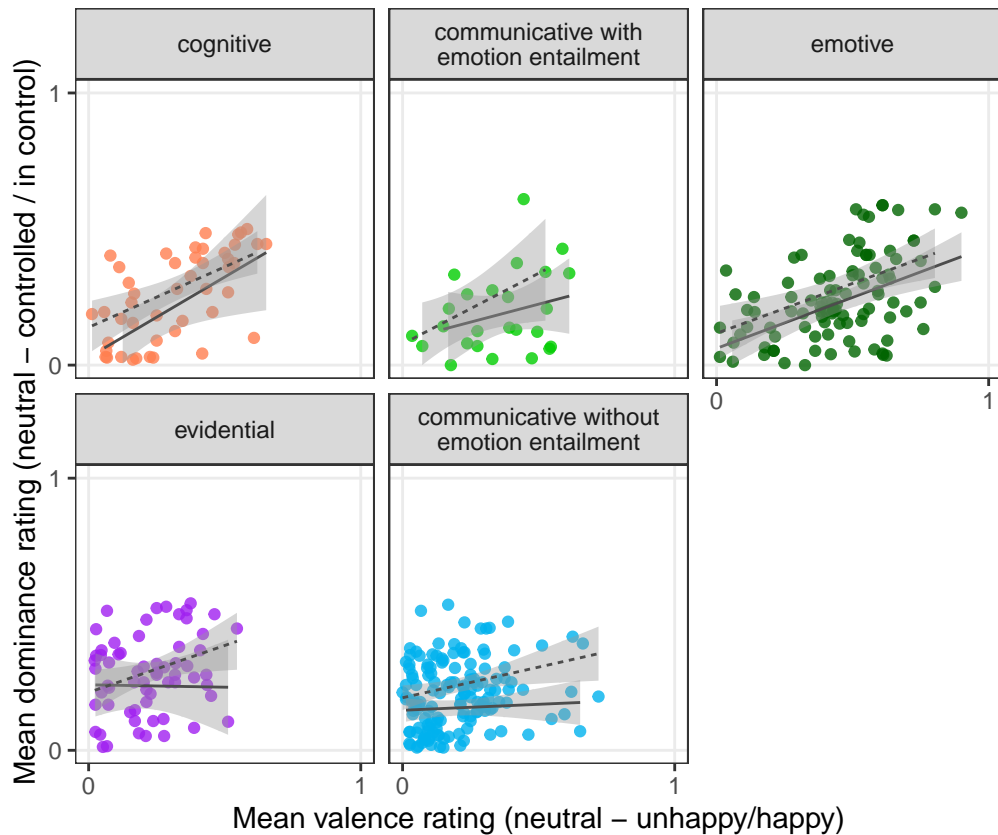 cognitive
communicative with
emotion entailment
emotive
1
0
0
1
evidential
communicative without
emotion entailment
1
0
0
1
0
1
Mean valence rating (neutral − unhappy/happy)
Mean dominance rating (neutral − controlled / in control)